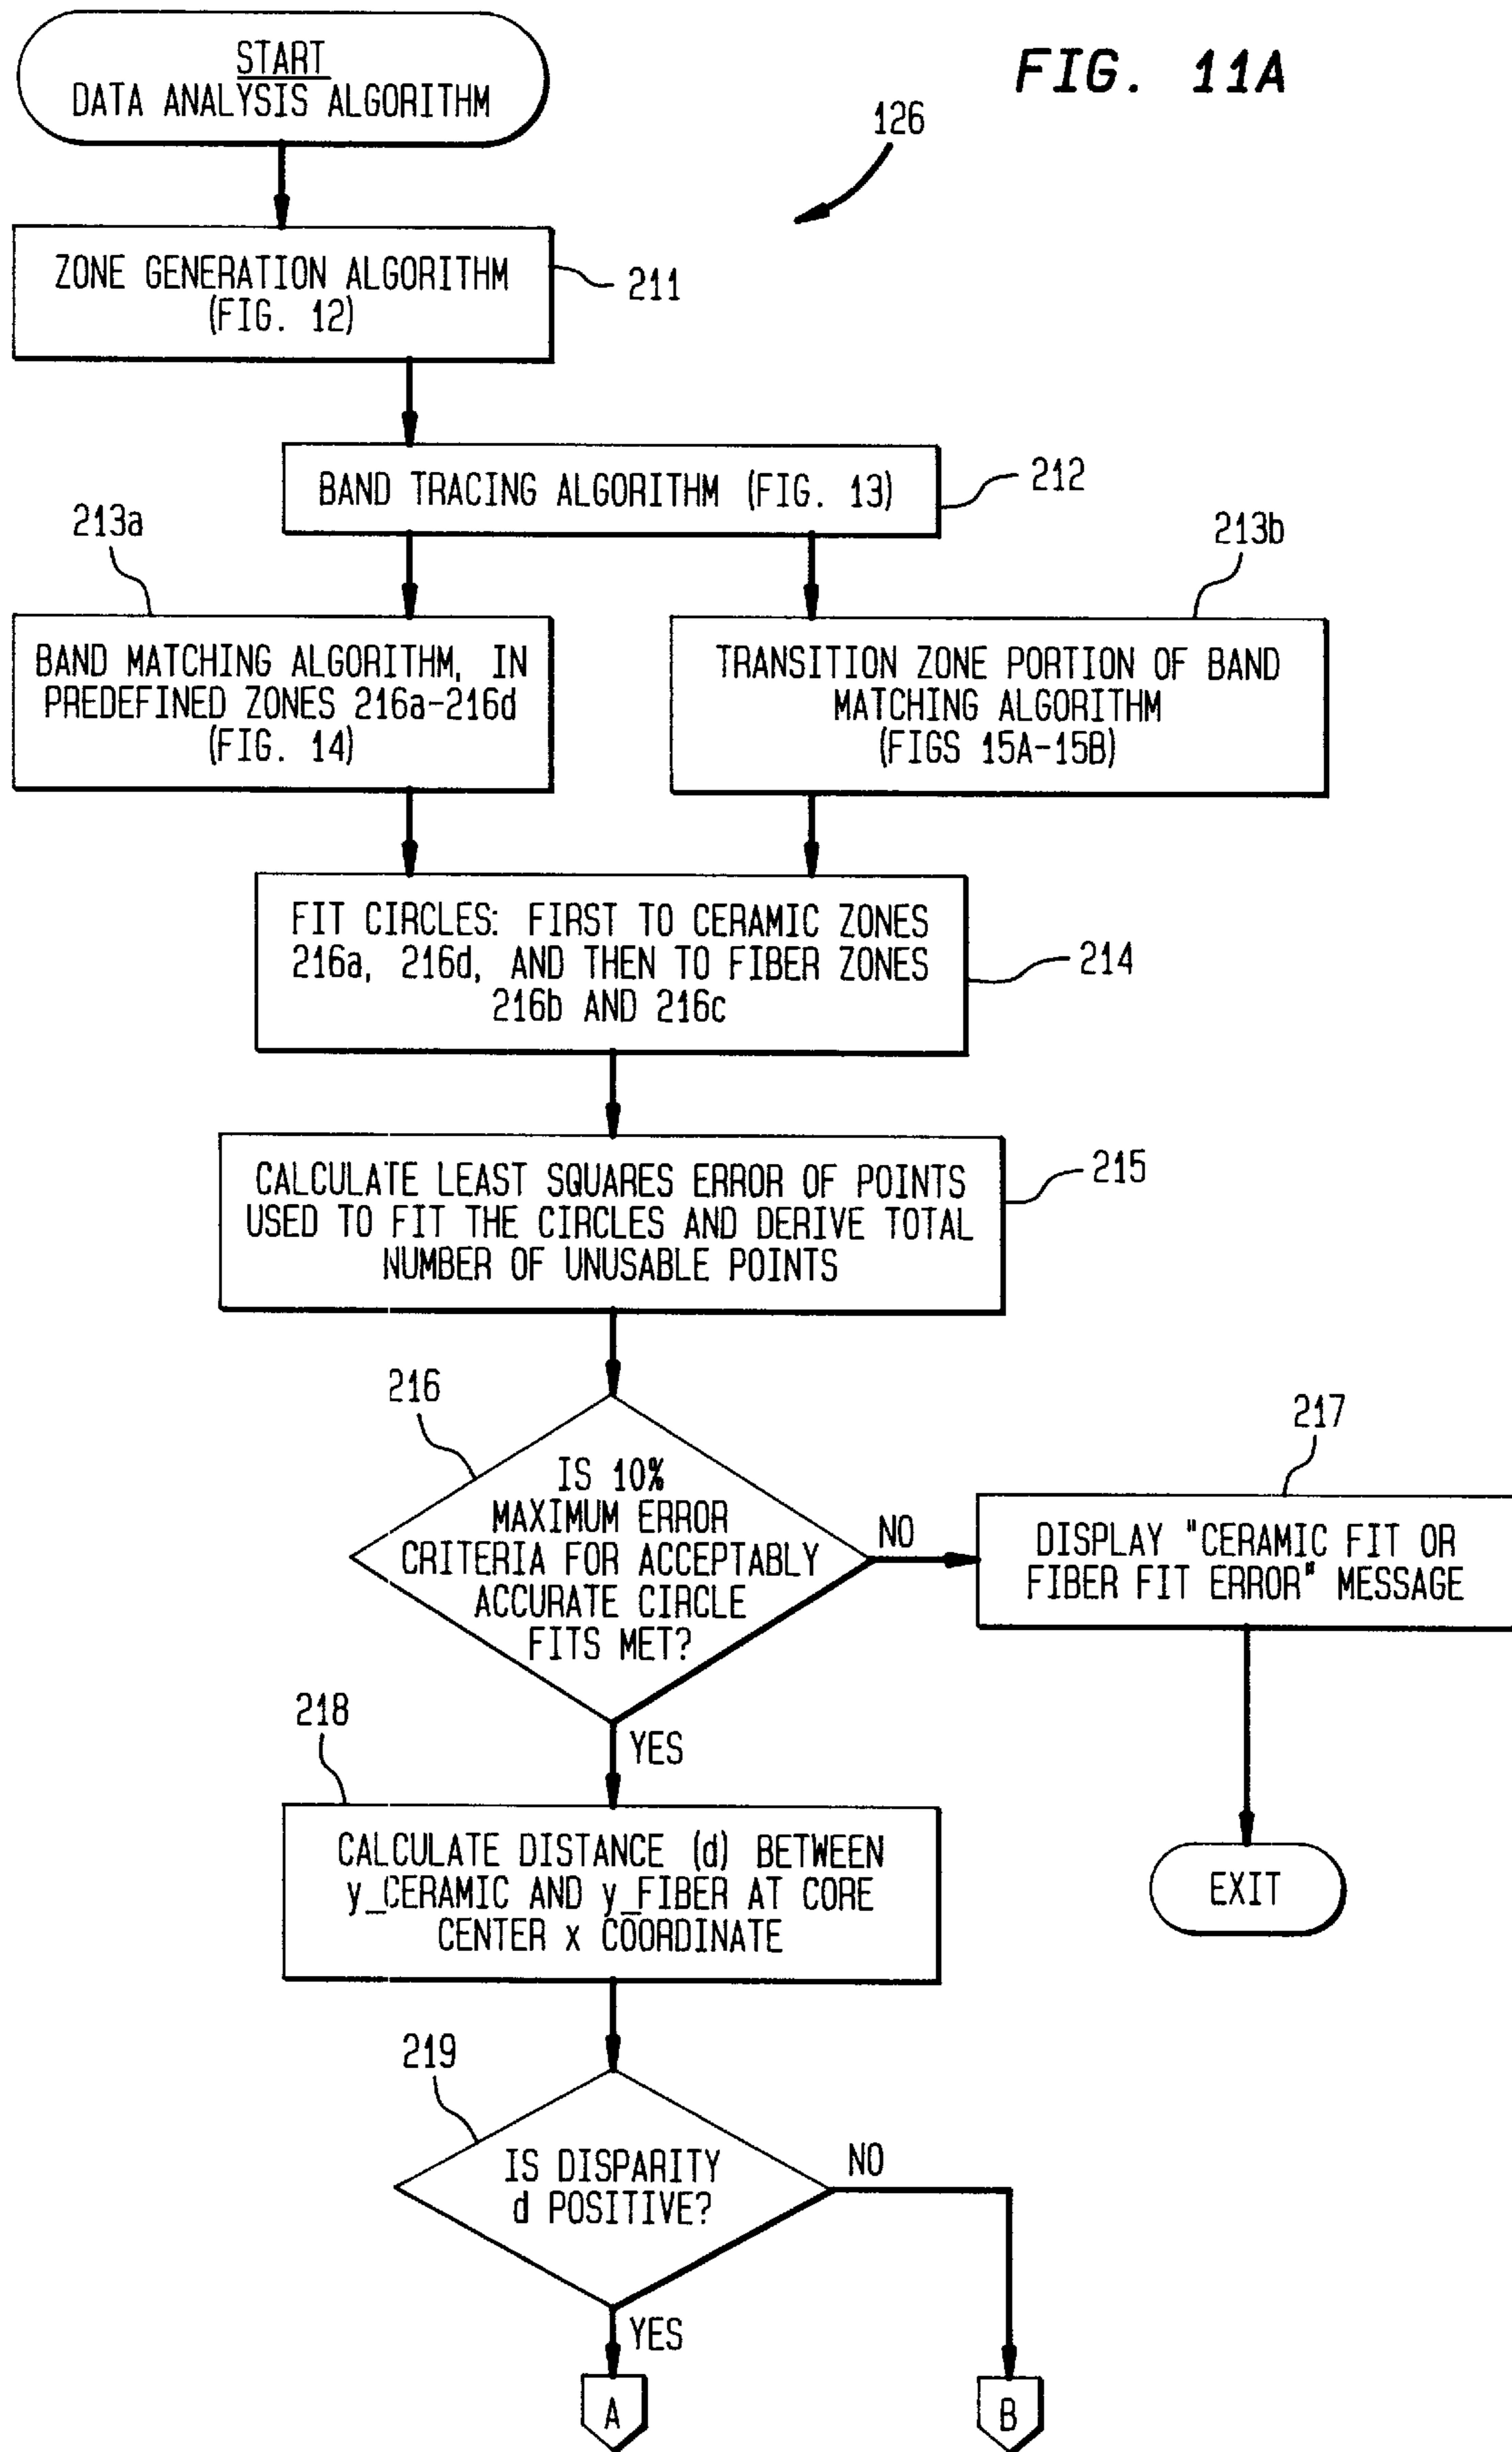 START
DATA ANALYSIS ALGORITHM
FIG. 11A
126
ZONE GENERATION ALGORITHM
(FIG. 12)
211
BAND TRACING ALGORITHM (FIG. 13)
212
213a
213b
BAND MATCHING ALGORITHM, IN
PREDEFINED ZONES 216a-216d
(FIG. 14)
TRANSITION ZONE PORTION OF BAND
MATCHING ALGORITHM
(FIGS 15A-15B)
FIT CIRCLES: FIRST TO CERAMIC ZONES
216a, 216d, AND THEN TO FIBER ZONES
216b AND 216c
214
CALCULATE LEAST SQUARES ERROR OF POINTS
USED TO FIT THE CIRCLES AND DERIVE TOTAL
NUMBER OF UNUSABLE POINTS
215
216
IS 10%
MAXIMUM ERROR
CRITERIA FOR ACCEPTABLY
ACCURATE CIRCLE
FITS MET?
NO
217
DISPLAY "CERAMIC FIT OR
FIBER FIT ERROR" MESSAGE
EXIT
YES
218
CALCULATE DISTANCE (d) BETWEEN
y_CERAMIC AND y_FIBER AT CORE
CENTER x COORDINATE
219
IS DISPARITY
d POSITIVE?
NO
YES
A
B